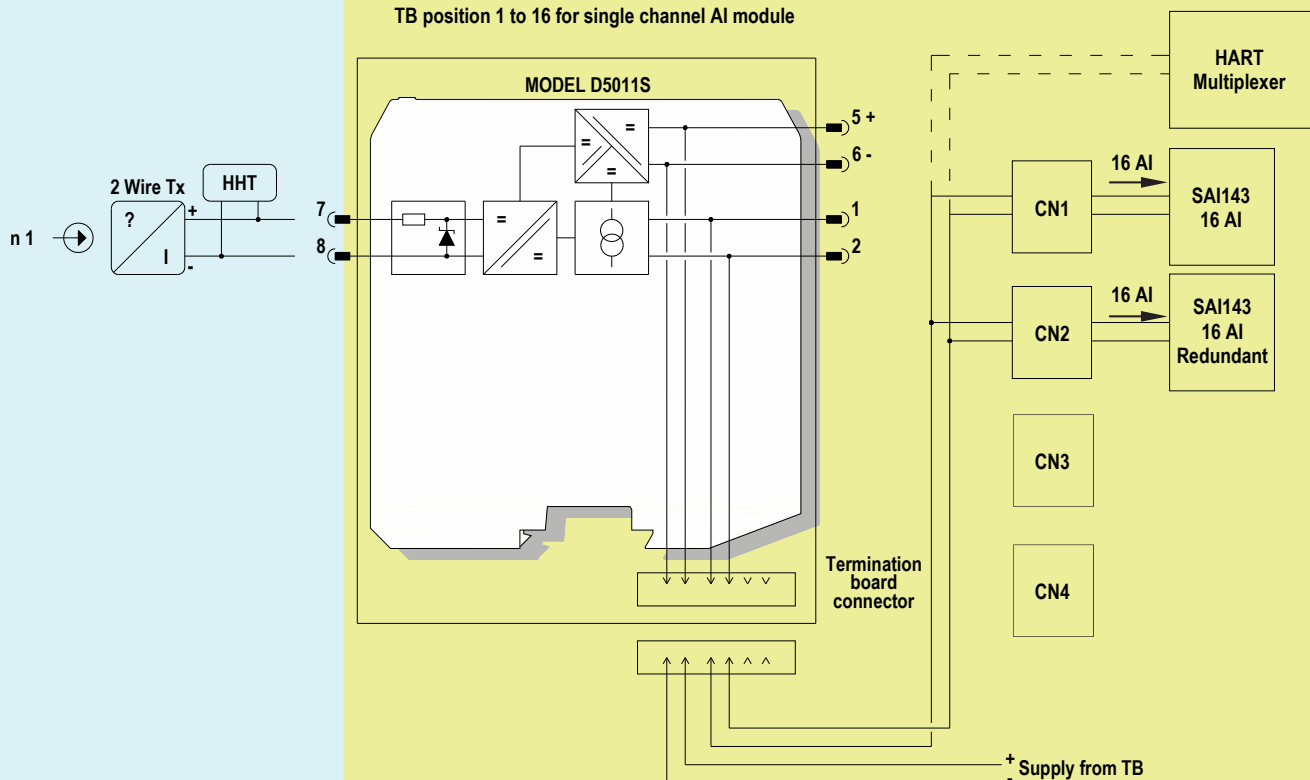 TB position 1 to 16 for single channel AI module
HART
Multiplexer
MODEL D5011S
5 +
6 -
=
=
=
2 Wire Tx
HHT
n 1
?
I
+
-
7
8
=
=
1
2
CN1
16 AI
SAI143
16 AI
CN2
16 AI
SAI143
16 AI
Redundant
CN3
CN4
Termination
board
connector
+
-
Supply from TB